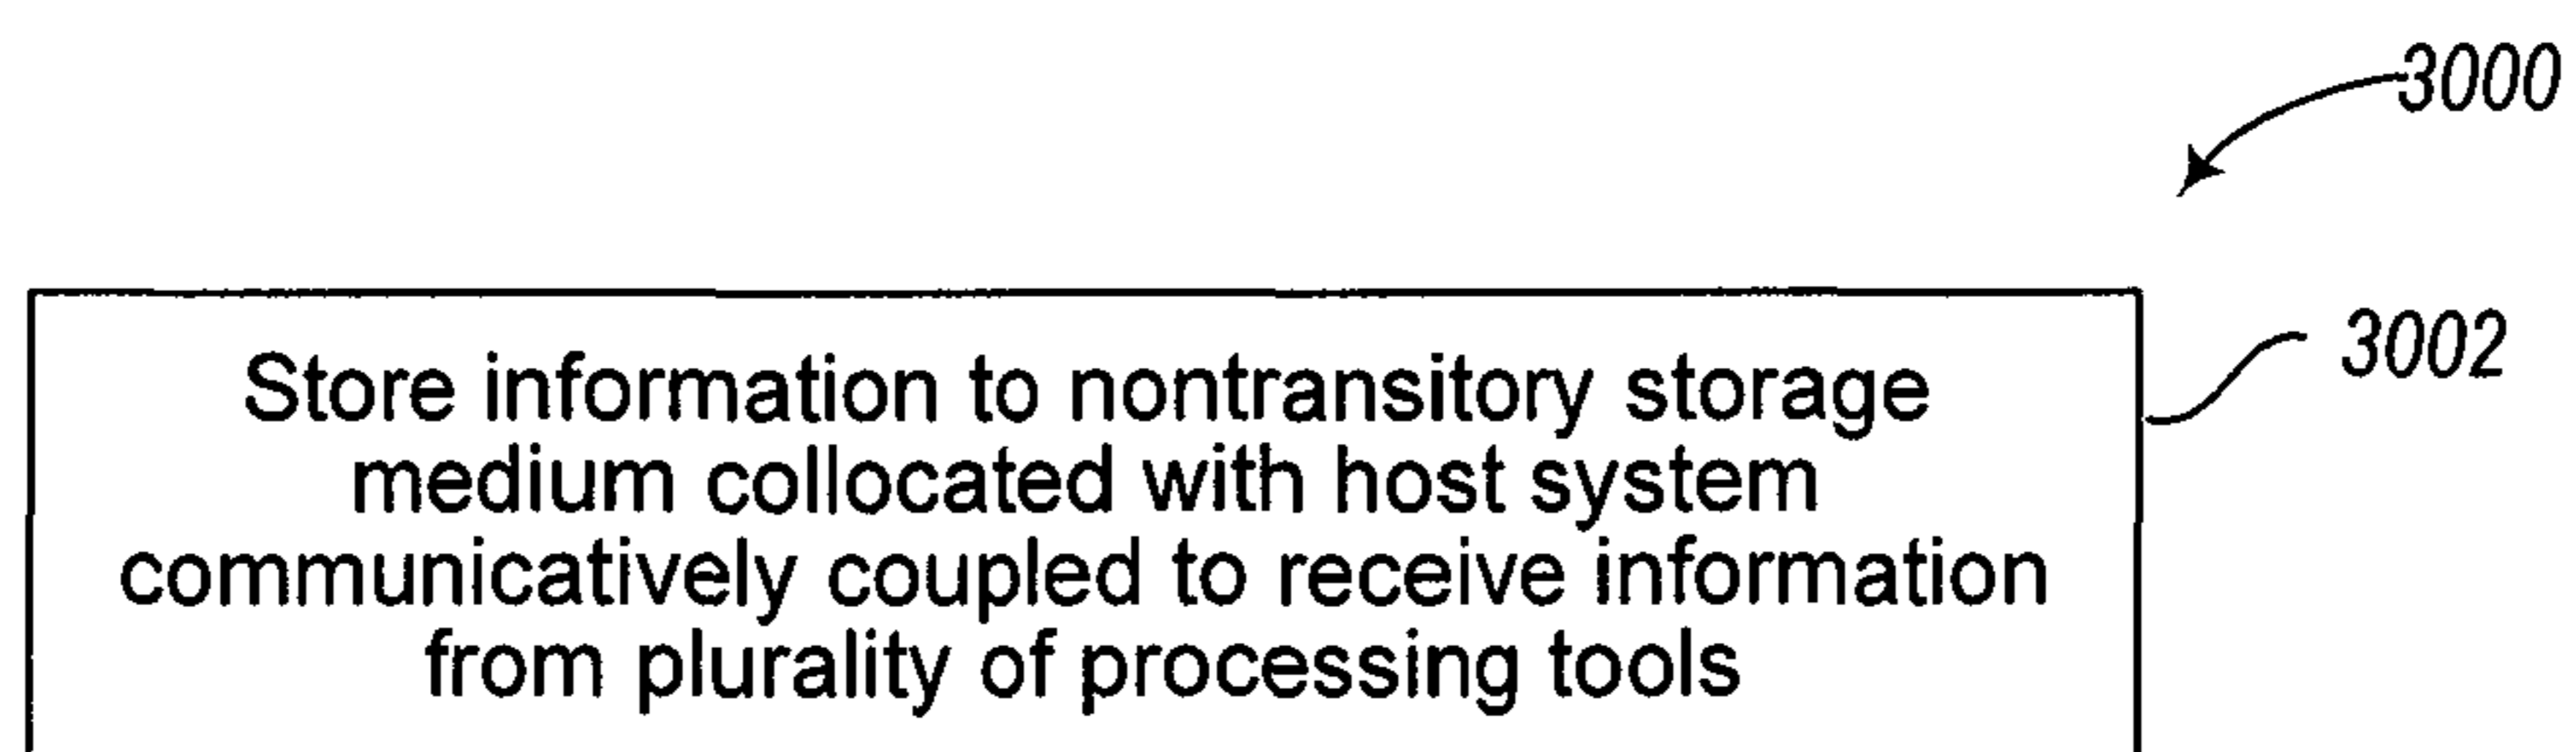 3000
3002
Store information to nontransitory storage
medium collocated with host system
communicatively coupled to receive information
from plurality of processing tools